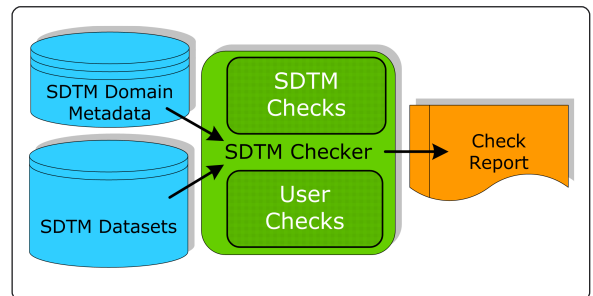 SDTM Domain
Metadata
SDTM Datasets
SDTM
Checks
SDTM Checker
User
Checks
Check
Report